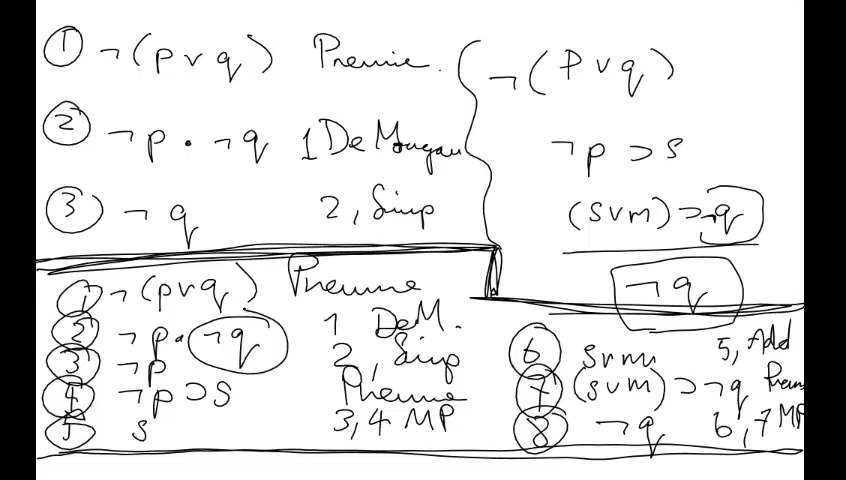 ① ¬(p ∨ q) Premise.
② ¬p • ¬q 1 De Morgan
③ ¬q 2, Simp
¬(p ∨ q)
¬p ⊃ s
(s ∨ m) ⊃ ¬q
¬q
① ¬(p ∨ q) Premise
② ¬p • ¬q 1 DeM.
③ ¬p 2, Simp
④ ¬p ⊃ s Premise
⑤ s 3, 4 MP
⑥ s ∨ m 5, Add
⑦ (s ∨ m) ⊃ ¬q Prem
⑧ ¬q 6, 7 MP